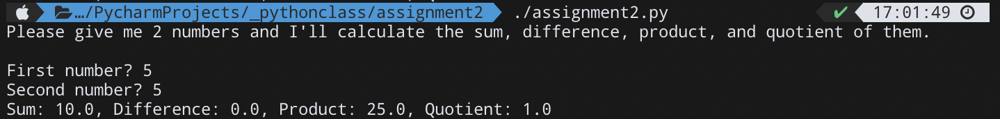 …/PycharmProjects/_pythonclass/assignment2 ./assignment2.py ✔ 17:01:49
Please give me 2 numbers and I'll calculate the sum, difference, product, and quotient of them.
First number? 5
Second number? 5
Sum: 10.0, Difference: 0.0, Product: 25.0, Quotient: 1.0